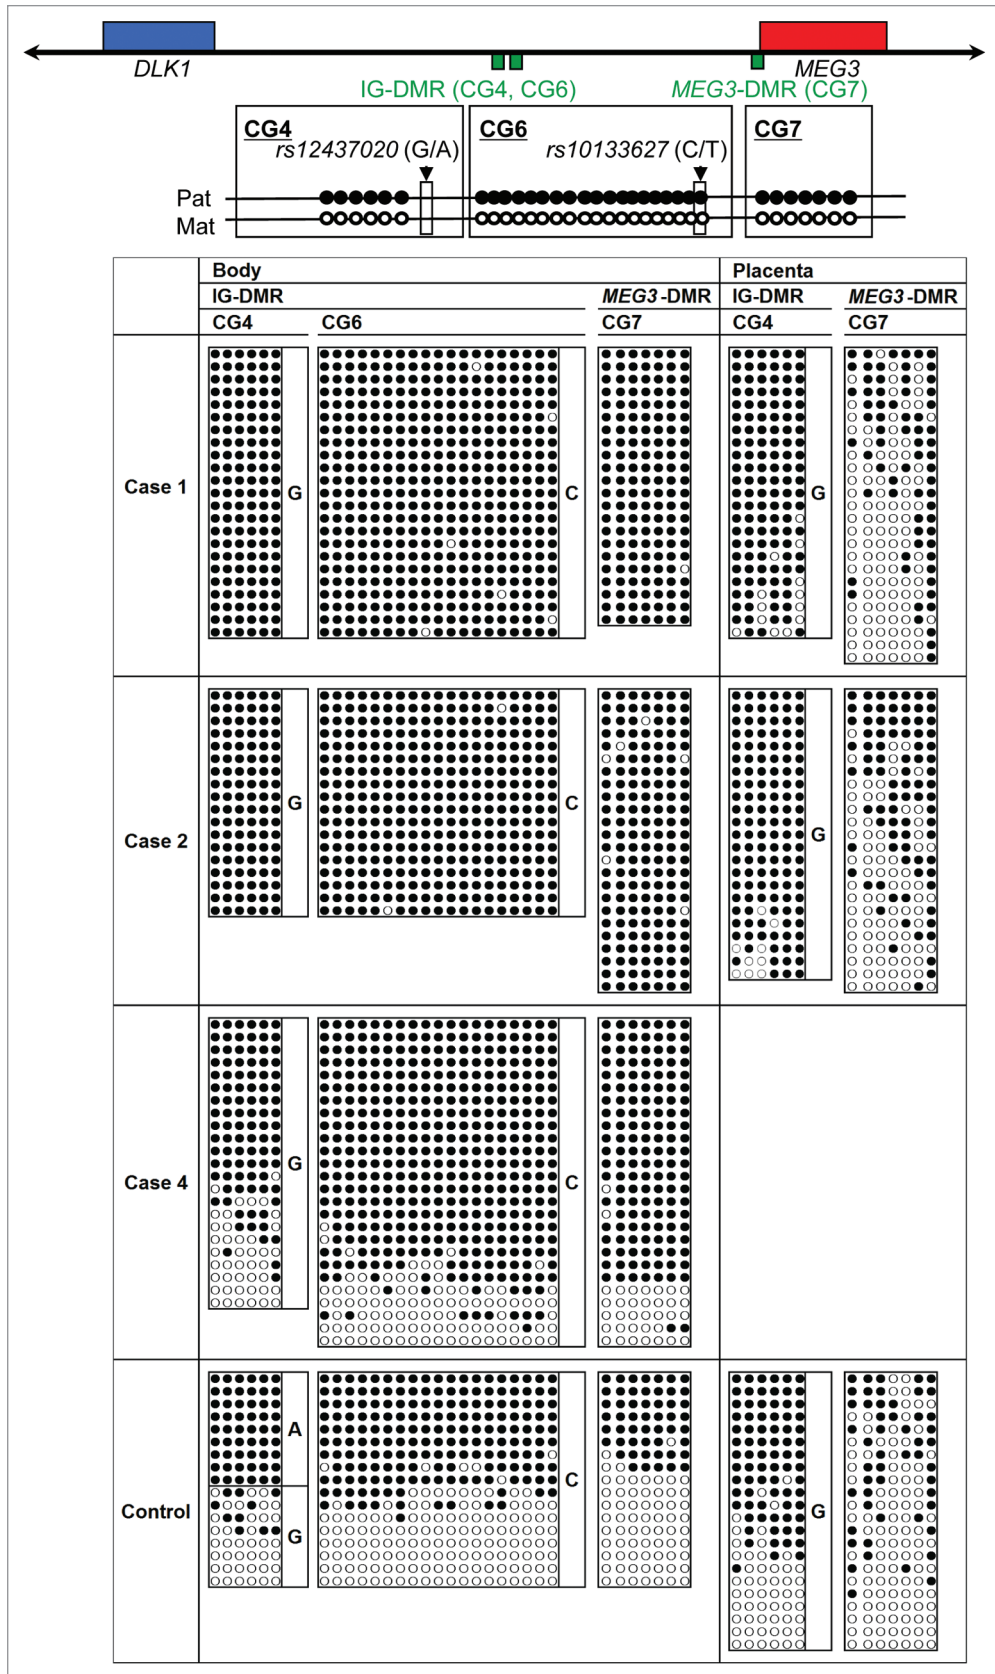 DLK1
MEG3
IG-DMR (CG4, CG6)
MEG3-DMR (CG7)
CG4
CG6
CG7
rs12437020 (G/A)
rs10133627 (C/T)
Pat
Mat
Body
Placenta
IG-DMR
MEG3-DMR
IG-DMR
MEG3-DMR
CG4
CG6
CG7
CG4
CG7
Case 1
G
C
G
Case 2
G
C
G
Case 4
G
C
Control
A
G
C
G